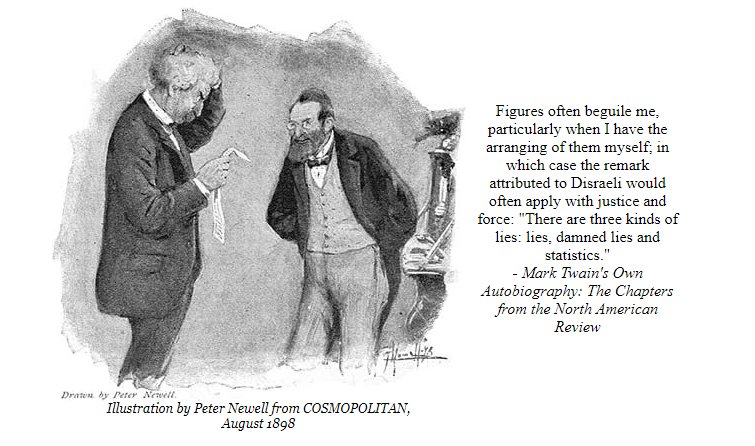 Figures often beguile me,
particularly when I have the
arranging of them myself; in
which case the remark
attributed to Disraeli would
often apply with justice and
force: "There are three kinds of
lies: lies, damned lies and
statistics."
- Mark Twain's Own
Autobiography: The Chapters
from the North American
Review
Drawn by Peter Newell.
Illustration by Peter Newell from COSMOPOLITAN,
August 1898